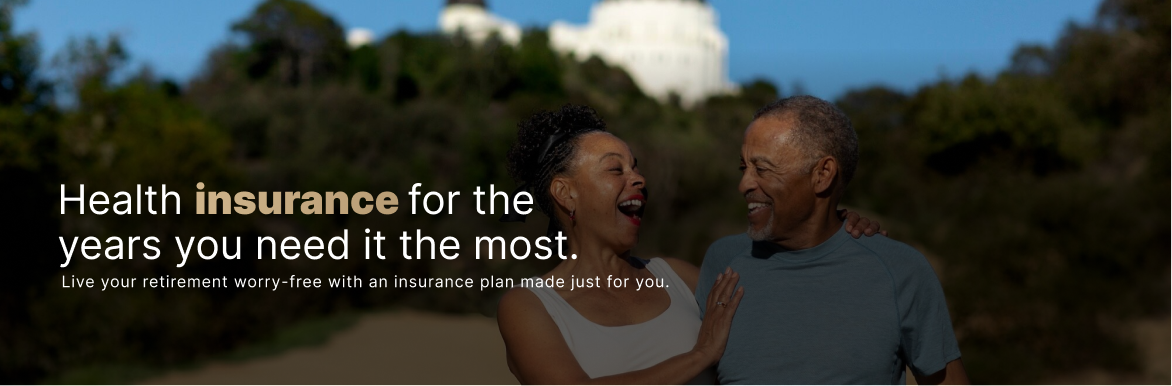 Health insurance for the
years you need it the most.
Live your retirement worry-free with an insurance plan made just for you.